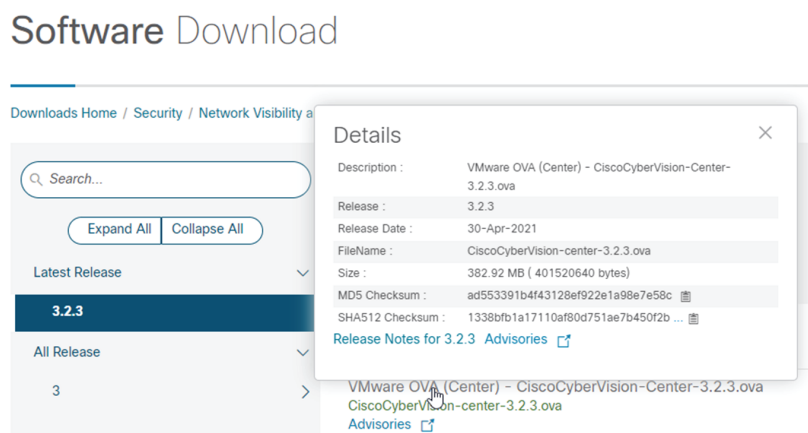 Software Download
Downloads Home / Security / Network Visibility a
Search...
Expand All
Collapse All
Latest Release
3.2.3
All Release
3
Details
Description :
VMware OVA (Center) - CiscoCyberVision-Center-
3.2.3.ova
Release :
3.2.3
Release Date :
30-Apr-2021
FileName :
CiscoCyberVision-center-3.2.3.ova
Size :
382.92 MB ( 401520640 bytes)
MD5 Checksum :
ad553391b4f43128ef922e1a98e7e58c
SHA512 Checksum :
1338bfb1a17110af80d751ae7b450f2b ...
Release Notes for 3.2.3 Advisories
VMware OVA (Center) - CiscoCyberVision-Center-3.2.3.ova
CiscoCyberVision-center-3.2.3.ova
Advisories